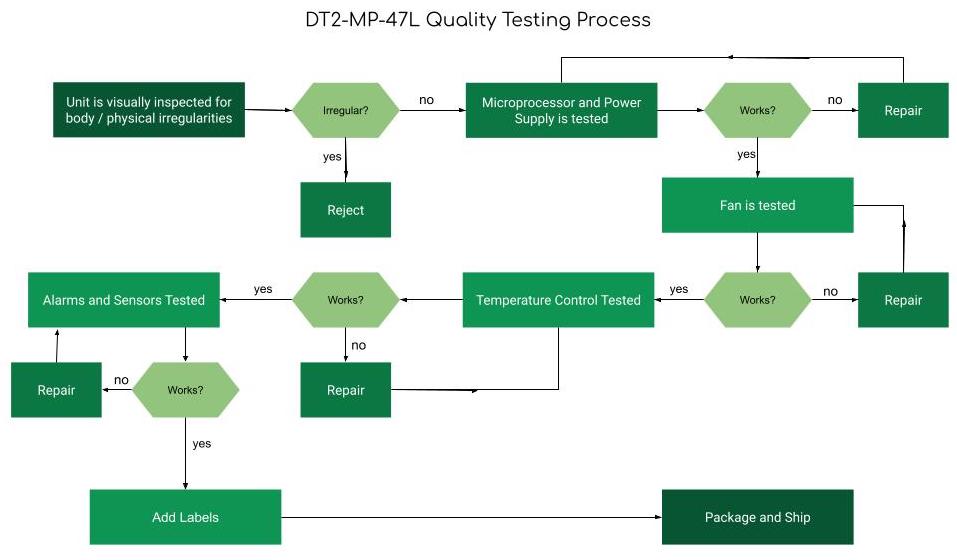 DT2-MP-47L Quality Testing Process
Unit is visually inspected for
body / physical irregularities
Irregular?
no
Microprocessor and Power
Supply is tested
Works?
no
Repair
yes
yes
Reject
Fan is tested
Alarms and Sensors Tested
yes
Works?
Temperature Control Tested
yes
Works?
no
Repair
no
Repair
no
Works?
Repair
yes
Add Labels
Package and Ship